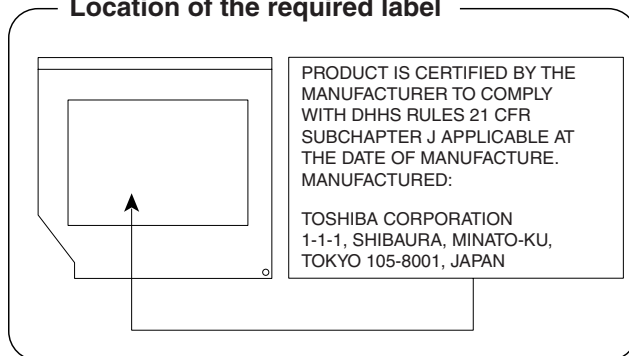 Location of the required label
PRODUCT IS CERTIFIED BY THE
MANUFACTURER TO COMPLY
WITH DHHS RULES 21 CFR
SUBCHAPTER J APPLICABLE AT
THE DATE OF MANUFACTURE.
MANUFACTURED:
TOSHIBA CORPORATION
1-1-1, SHIBAURA, MINATO-KU,
TOKYO 105-8001, JAPAN